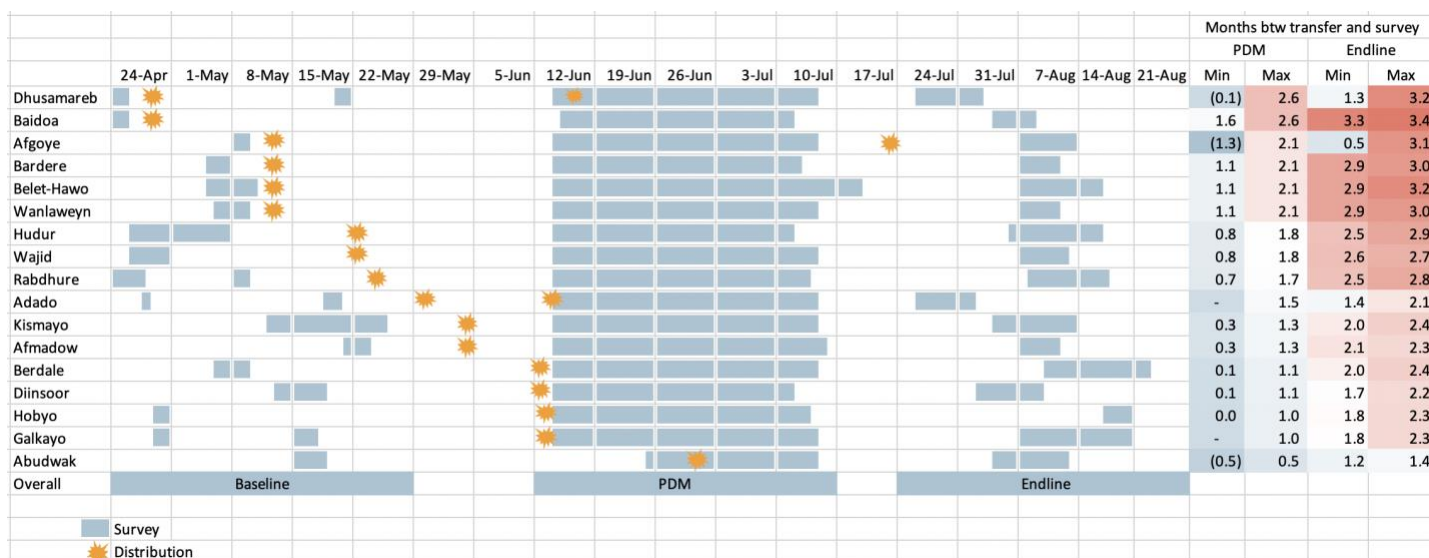 Months btw transfer and survey
PDM Endline
24-Apr 1-May 8-May 15-May 22-May 29-May 5-Jun 12-Jun 19-Jun 26-Jun 3-Jul 10-Jul 17-Jul 24-Jul 31-Jul 7-Aug 14-Aug 21-Aug Min Max Min Max
Dhusamareb (0.1) 2.6 1.3 3.2
Baidoa 1.6 2.6 3.3 3.4
Afgoye (1.3) 2.1 0.5 3.1
Bardere 1.1 2.1 2.9 3.0
Belet-Hawo 1.1 2.1 2.9 3.2
Wanlaweyn 1.1 2.1 2.9 3.0
Hudur 0.8 1.8 2.5 2.9
Wajid 0.8 1.8 2.6 2.7
Rabdhure 0.7 1.7 2.5 2.8
Adado - 1.5 1.4 2.1
Kismayo 0.3 1.3 2.0 2.4
Afmadow 0.3 1.3 2.1 2.3
Berdale 0.1 1.1 2.0 2.4
Diinsoor 0.1 1.1 1.7 2.2
Hobyo 0.0 1.0 1.8 2.3
Galkayo - 1.0 1.8 2.3
Abudwak (0.5) 0.5 1.2 1.4
Overall Baseline PDM Endline
Survey
Distribution